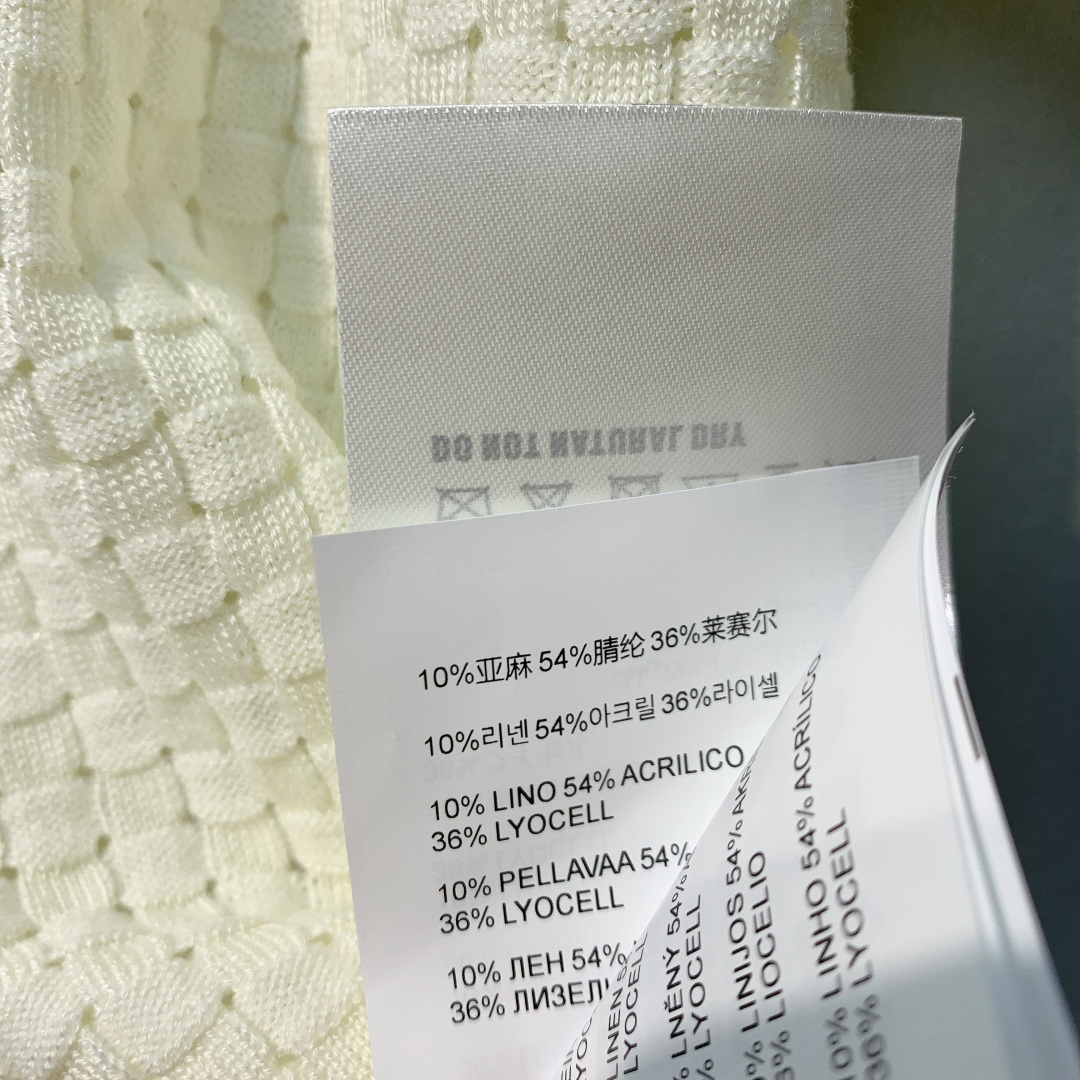 DO NOT NATURAL DRY
10%亚麻 54%腈纶 36%莱赛尔
10%리넨 54%아크릴 36%라이셀
10% LINO 54% ACRILICO
36% LYOCELL
10% PELLAVAA 54%
36% LYOCELL
10% ЛЕН 54%
36%
LINEN
LYOCELL
LNĚNÝ 54%
% LYOCELL
% LINIJOS 54%
% LIOCELIO
10% LINHO 54% ACRÍLICO
36% LYOCELL